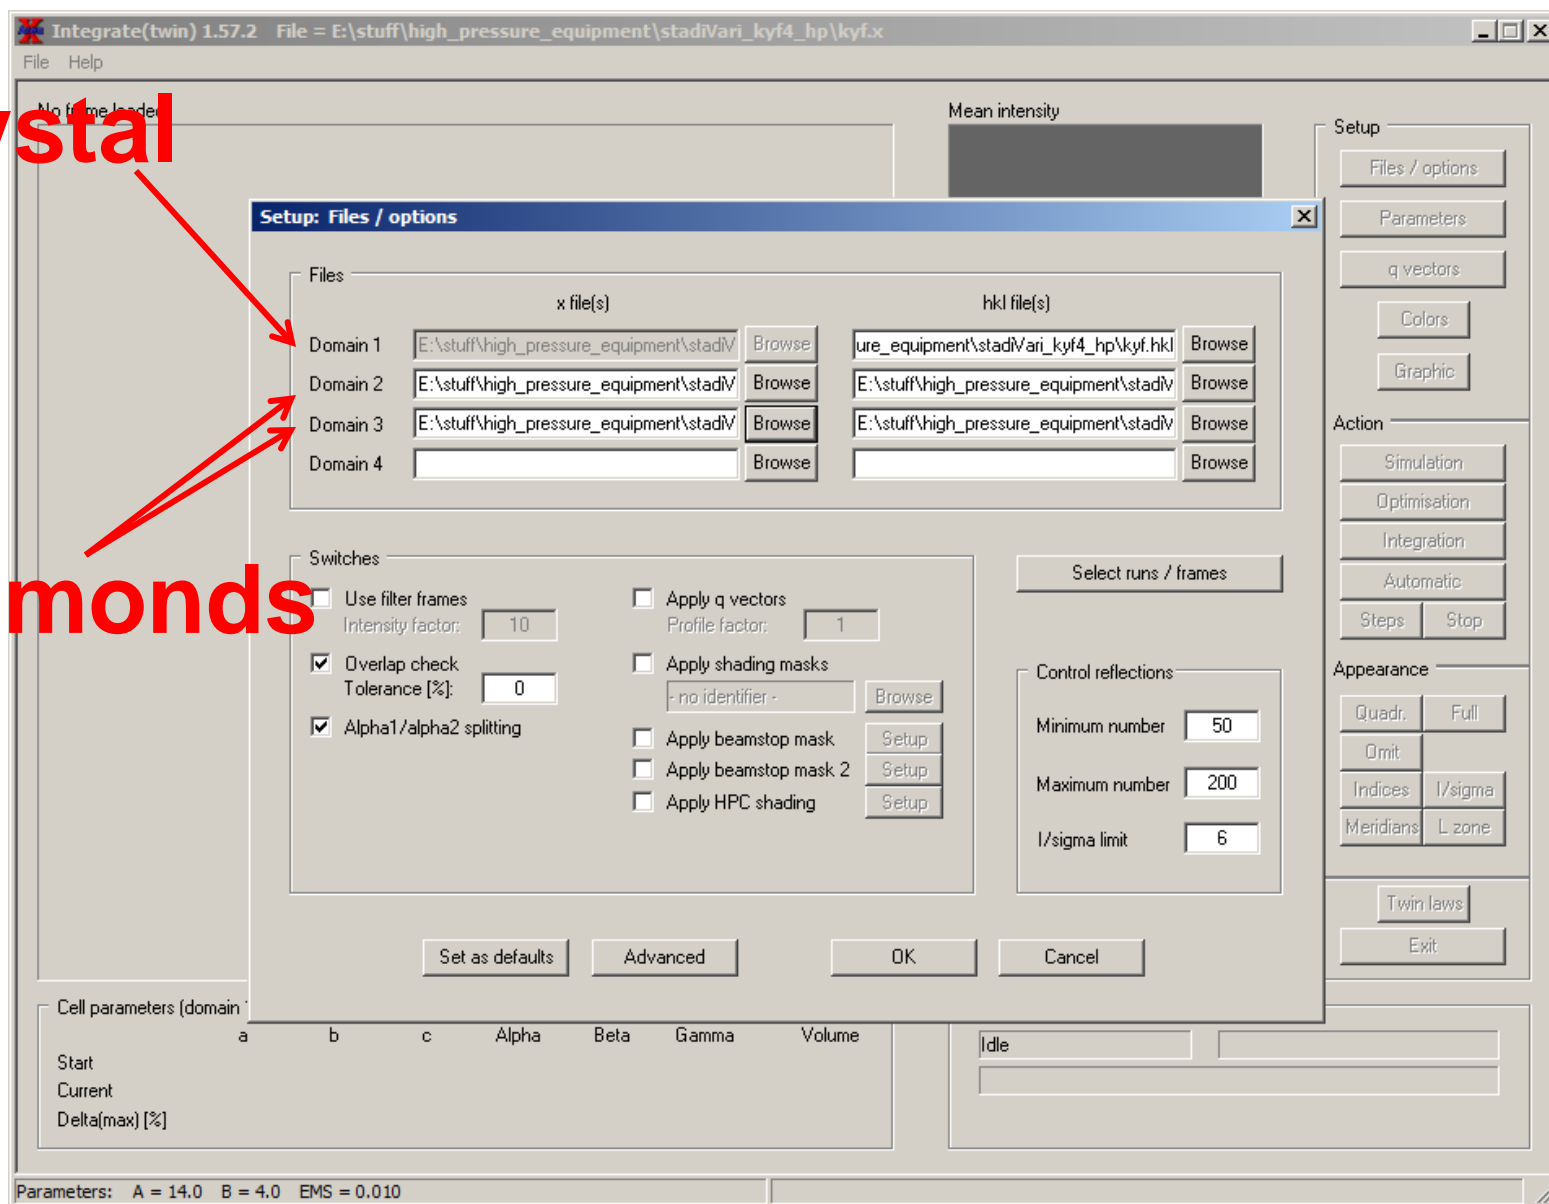 Integrate(twin) 1.57.2 File = E:\stuff\high_pressure_equipment\stadiVari_kyf4_hp\kyf.x
File Help
No frame loaded
ystal
Mean intensity
Setup
Files / options
Parameters
q vectors
Colors
Graphic
Setup: Files / options
Files
x file(s) hkl file(s)
Domain 1 E:\stuff\high_pressure_equipment\stadiV Browse ure_equipment\stadiVari_kyf4_hp\kyf.hkl Browse
Domain 2 E:\stuff\high_pressure_equipment\stadiV Browse E:\stuff\high_pressure_equipment\stadiV Browse
Domain 3 E:\stuff\high_pressure_equipment\stadiV Browse E:\stuff\high_pressure_equipment\stadiV Browse
Domain 4 Browse Browse
monds
Switches
Use filter frames
Intensity factor: 10
Overlap check
Tolerance [%]: 0
Alpha1/alpha2 splitting
Apply q vectors
Profile factor: 1
Apply shading masks
- no identifier - Browse
Apply beamstop mask Setup
Apply beamstop mask 2 Setup
Apply HPC shading Setup
Select runs / frames
Control reflections
Minimum number 50
Maximum number 200
I/sigma limit 6
Set as defaults Advanced OK Cancel
Action
Simulation
Optimisation
Integration
Automatic
Steps Stop
Appearance
Quadr. Full
Omit
Indices I/sigma
Meridians L zone
Twin laws
Exit
Cell parameters (domain
a b c Alpha Beta Gamma Volume
Start
Current
Delta(max) [%]
Idle
Parameters: A = 14.0 B = 4.0 EMS = 0.010